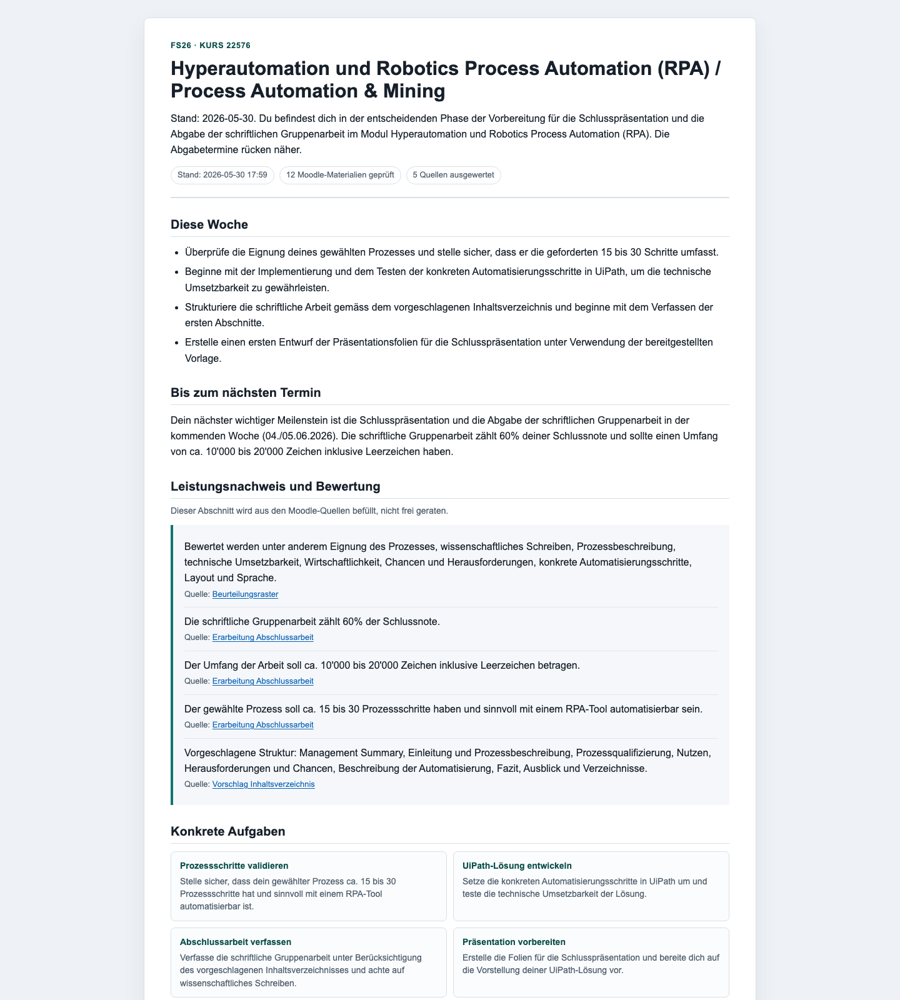 FS26 · KURS 22576
Hyperautomation und Robotics Process Automation (RPA) /
Process Automation & Mining
Stand: 2026-05-30. Du befindest dich in der entscheidenden Phase der Vorbereitung für die Schlusspräsentation und die
Abgabe der schriftlichen Gruppenarbeit im Modul Hyperautomation und Robotics Process Automation (RPA). Die
Abgabetermine rücken näher.
Stand: 2026-05-30 17:59
12 Moodle-Materialien geprüft
5 Quellen ausgewertet
Diese Woche
• Überprüfe die Eignung deines gewählten Prozesses und stelle sicher, dass er die geforderten 15 bis 30 Schritte umfasst.
• Beginne mit der Implementierung und dem Testen der konkreten Automatisierungsschritte in UiPath, um die technische
Umsetzbarkeit zu gewährleisten.
• Strukturiere die schriftliche Arbeit gemäss dem vorgeschlagenen Inhaltsverzeichnis und beginne mit dem Verfassen der
ersten Abschnitte.
• Erstelle einen ersten Entwurf der Präsentationsfolien für die Schlusspräsentation unter Verwendung der bereitgestellten
Vorlage.
Bis zum nächsten Termin
Dein nächster wichtiger Meilenstein ist die Schlusspräsentation und die Abgabe der schriftlichen Gruppenarbeit in der
kommenden Woche (04./05.06.2026). Die schriftliche Gruppenarbeit zählt 60% deiner Schlussnote und sollte einen Umfang
von ca. 10'000 bis 20'000 Zeichen inklusive Leerzeichen haben.
Leistungsnachweis und Bewertung
Dieser Abschnitt wird aus den Moodle-Quellen befüllt, nicht frei geraten.
Bewertet werden unter anderem Eignung des Prozesses, wissenschaftliches Schreiben, Prozessbeschreibung,
technische Umsetzbarkeit, Wirtschaftlichkeit, Chancen und Herausforderungen, konkrete Automatisierungsschritte,
Layout und Sprache.
Quelle: Beurteilungsraster
Die schriftliche Gruppenarbeit zählt 60% der Schlussnote.
Quelle: Erarbeitung Abschlussarbeit
Der Umfang der Arbeit soll ca. 10'000 bis 20'000 Zeichen inklusive Leerzeichen betragen.
Quelle: Erarbeitung Abschlussarbeit
Der gewählte Prozess soll ca. 15 bis 30 Prozessschritte haben und sinnvoll mit einem RPA-Tool automatisierbar sein.
Quelle: Erarbeitung Abschlussarbeit
Vorgeschlagene Struktur: Management Summary, Einleitung und Prozessbeschreibung, Prozessqualifizierung, Nutzen,
Herausforderungen und Chancen, Beschreibung der Automatisierung, Fazit, Ausblick und Verzeichnisse.
Quelle: Vorschlag Inhaltsverzeichnis
Konkrete Aufgaben
Prozessschritte validieren
Stelle sicher, dass dein gewählter Prozess ca. 15 bis 30
Prozessschritte hat und sinnvoll mit einem RPA-Tool
automatisierbar ist.
UiPath-Lösung entwickeln
Setze die konkreten Automatisierungsschritte in UiPath um und
teste die technische Umsetzbarkeit der Lösung.
Abschlussarbeit verfassen
Verfasse die schriftliche Gruppenarbeit unter Berücksichtigung
des vorgeschlagenen Inhaltsverzeichnisses und achte auf
wissenschaftliches Schreiben.
Präsentation vorbereiten
Erstelle die Folien für die Schlusspräsentation und bereite dich auf
die Vorstellung deiner UiPath-Lösung vor.